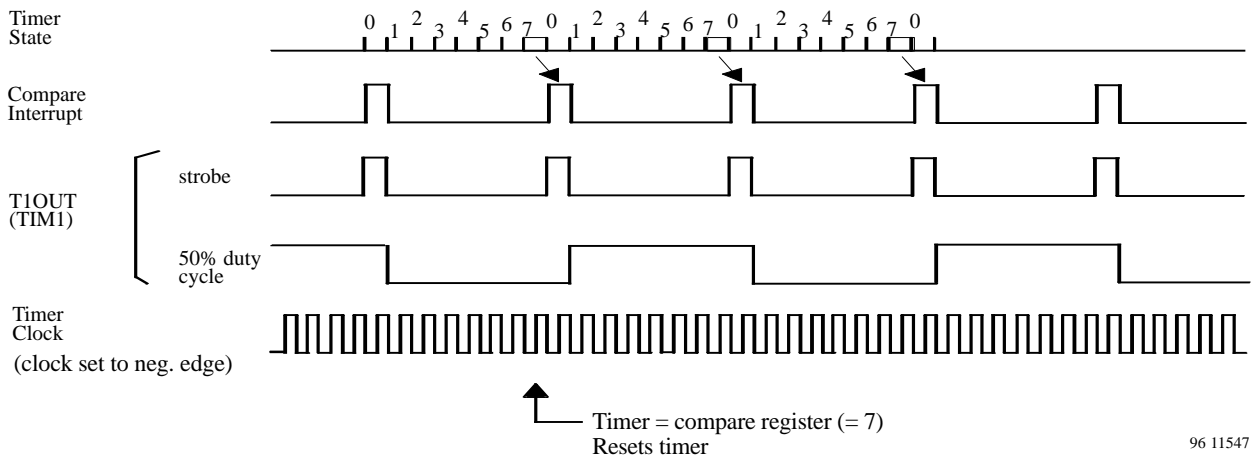 Timer
State
0 1 2 3 4 5 6 7 0 1 2 3 4 5 6 7 0 1 2 3 4 5 6 7 0
Compare
Interrupt
T1OUT
(TIM1)
strobe
50% duty
cycle
Timer
Clock
(clock set to neg. edge)
Timer = compare register (= 7)
Resets timer
96 11547